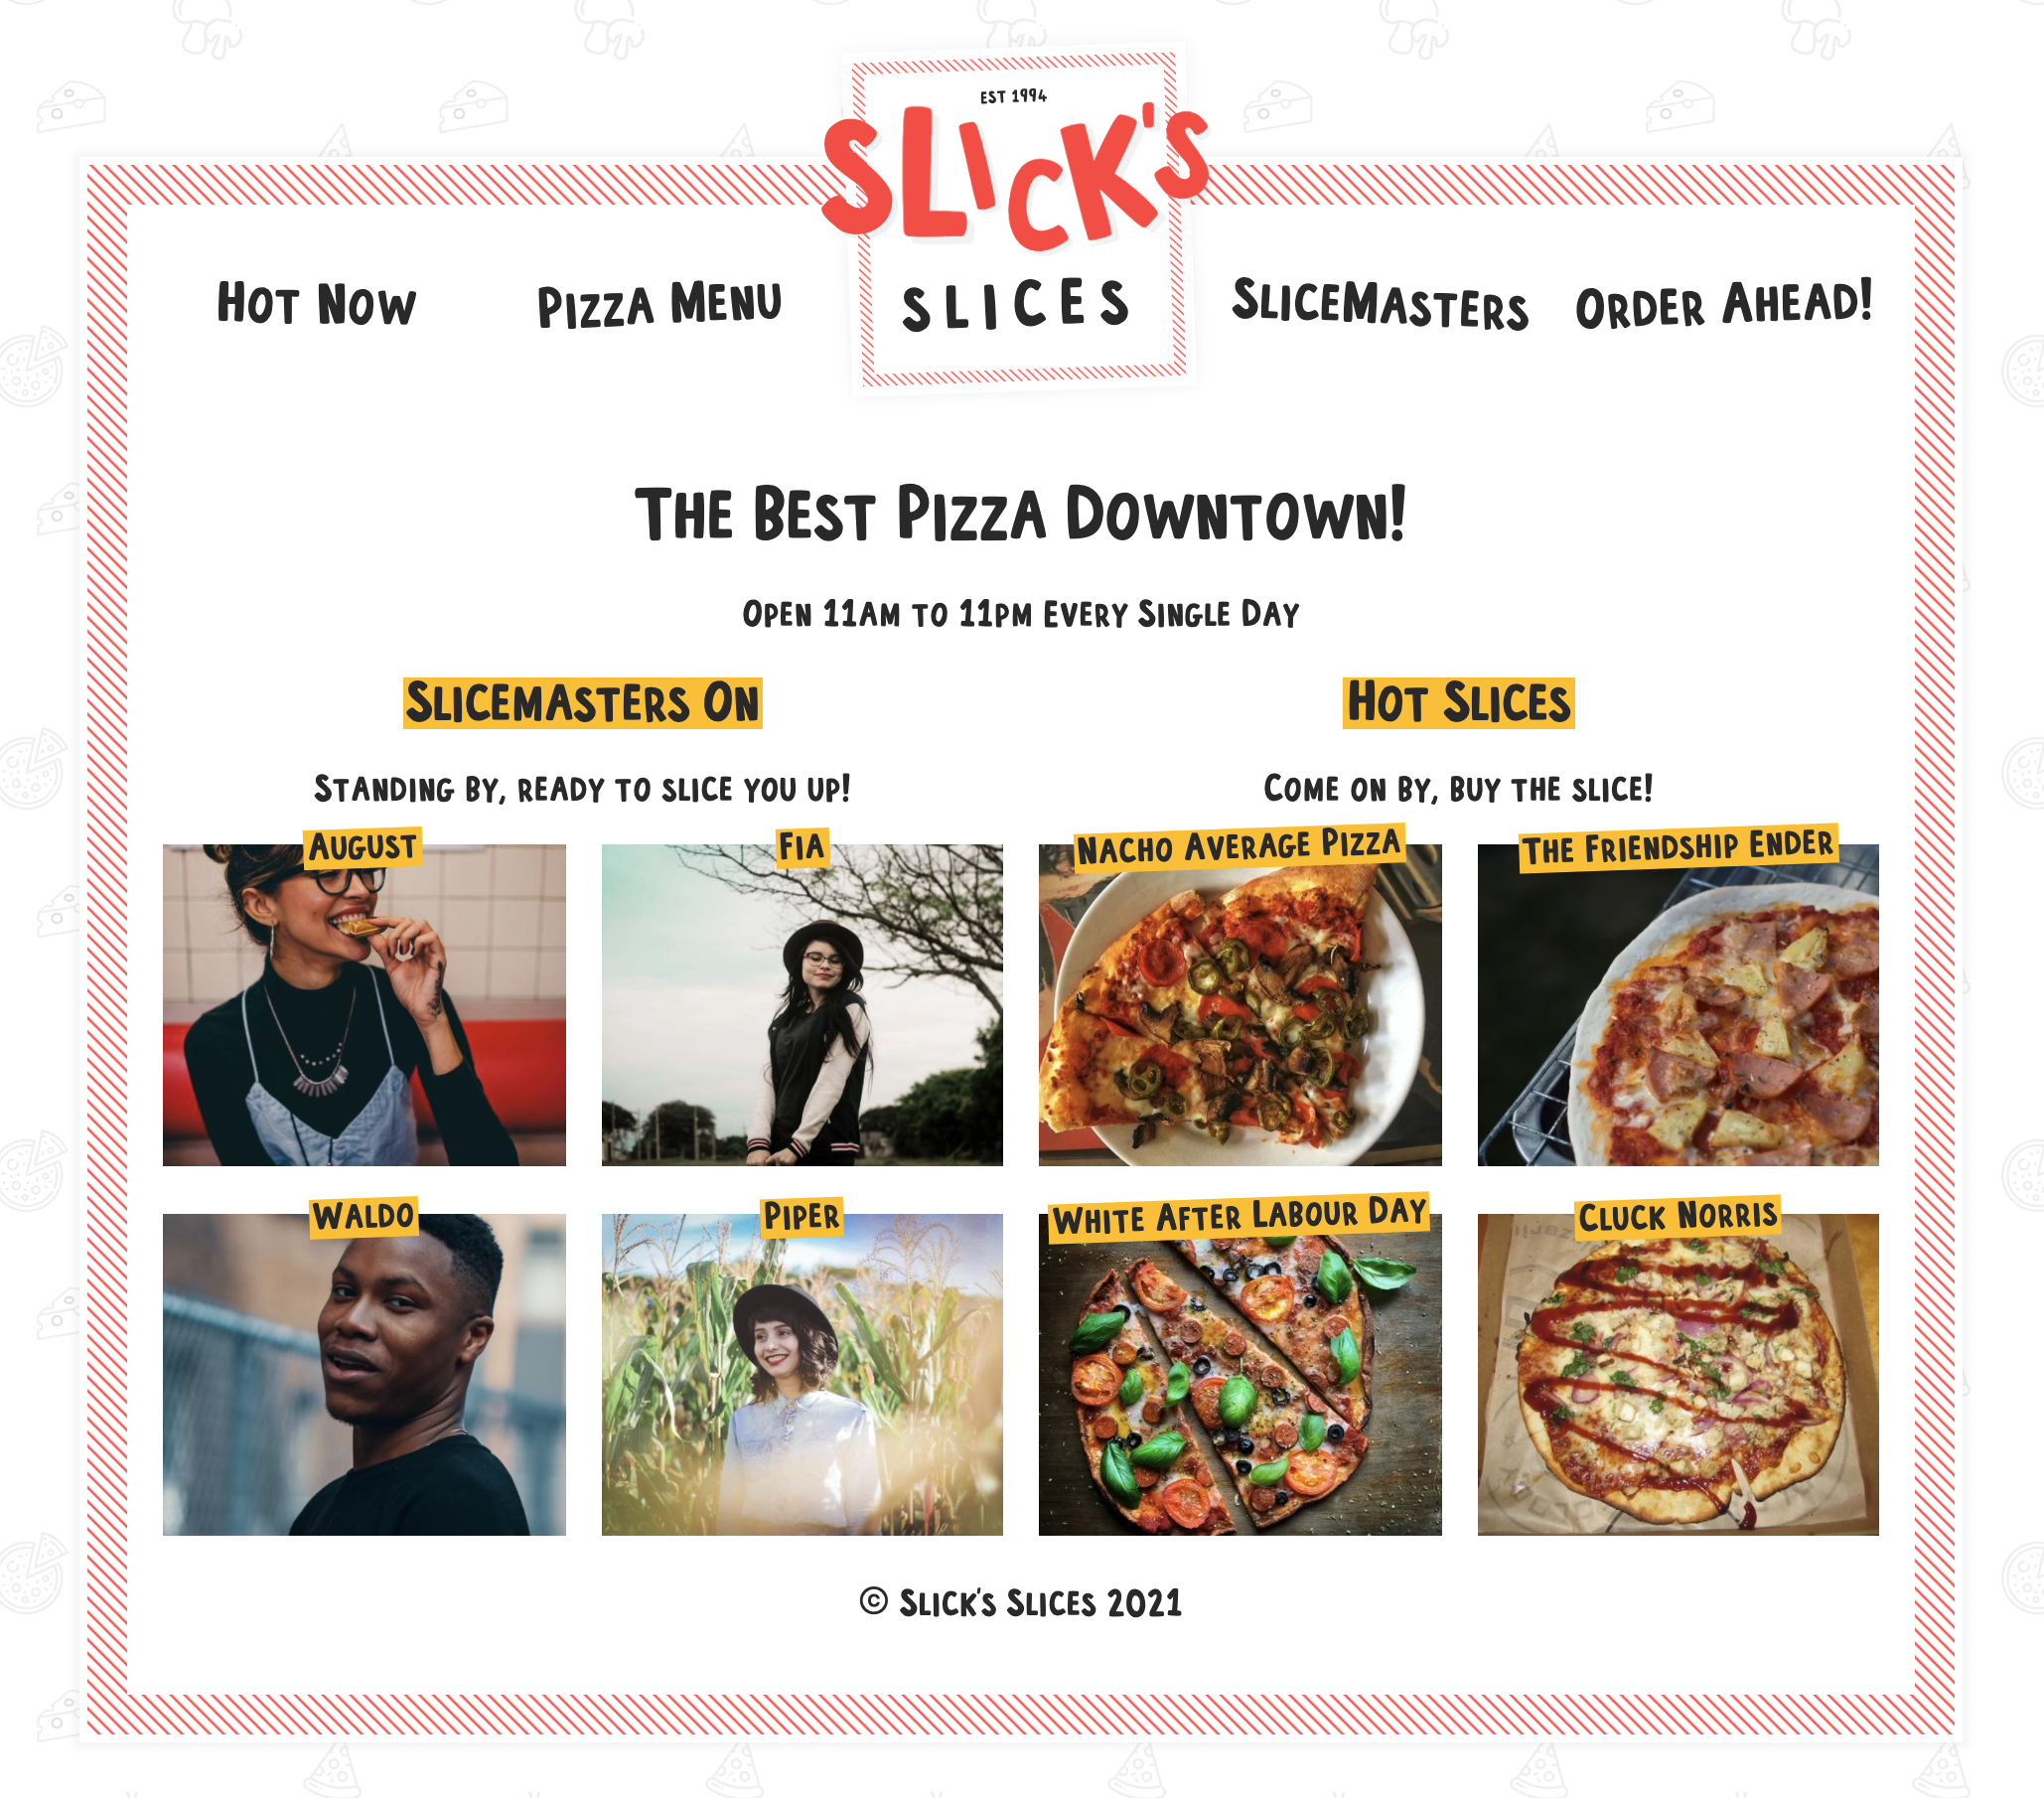 EST 1994
SLICK'S
SLICES
Hot Now
Pizza Menu
SliceMasters
Order Ahead!
The Best Pizza Downtown!
Open 11am to 11pm Every Single Day
Slicemasters On
Standing by, ready to slice you up!
August
Fia
Waldo
Piper
Hot Slices
Come on by, buy the slice!
Nacho Average Pizza
The Friendship Ender
White After Labour Day
Cluck Norris
© Slick's Slices 2021